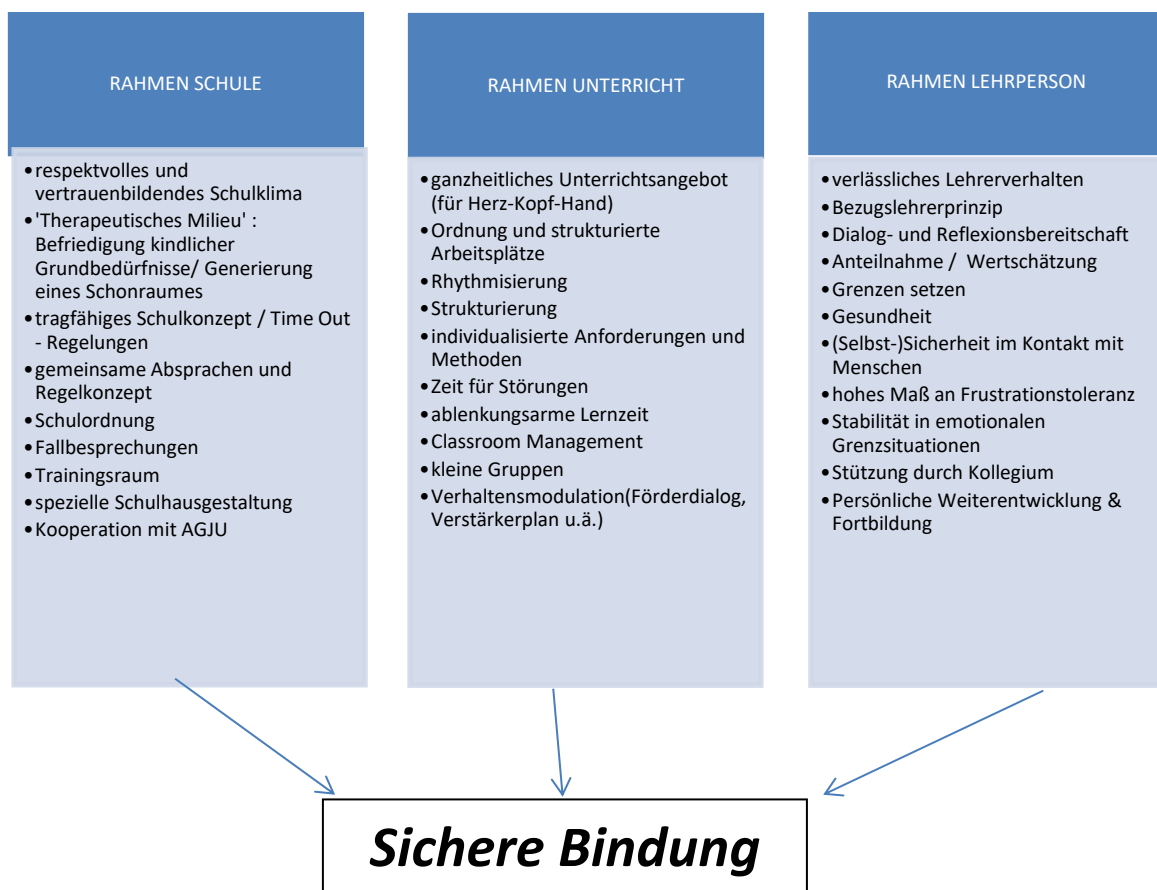 RAHMEN SCHULE
•respektvolles und
vertrauenbildendes Schulklima
•'Therapeutisches Milieu' :
Befriedigung kindlicher
Grundbedürfnisse/ Generierung
eines Schonraumes
•tragfähiges Schulkonzept / Time Out
- Regelungen
•gemeinsame Absprachen und
Regelkonzept
•Schulordnung
•Fallbesprechungen
•Trainingsraum
•spezielle Schulhausgestaltung
•Kooperation mit AGJU
RAHMEN UNTERRICHT
•ganzheitliches Unterrichtsangebot
(für Herz-Kopf-Hand)
•Ordnung und strukturierte
Arbeitsplätze
•Rhythmisierung
•Strukturierung
•individualisierte Anforderungen und
Methoden
•Zeit für Störungen
•ablenkungsarme Lernzeit
•Classroom Management
•kleine Gruppen
•Verhaltensmodulation(Förderdialog,
Verstärkerplan u.ä.)
RAHMEN LEHRPERSON
•verlässliches Lehrerverhalten
•Bezugslehrerprinzip
•Dialog- und Reflexionsbereitschaft
•Anteilnahme / Wertschätzung
•Grenzen setzen
•Gesundheit
•(Selbst-)Sicherheit im Kontakt mit
Menschen
•hohes Maß an Frustrationstoleranz
•Stabilität in emotionalen
Grenzsituationen
•Stützung durch Kollegium
•Persönliche Weiterentwicklung &
Fortbildung
Sichere Bindung